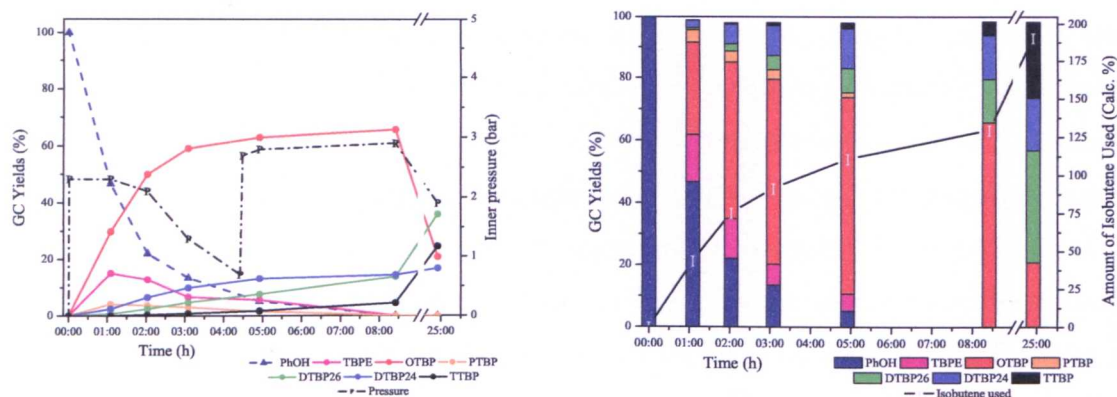 100
80
60
40
20
0
GC Yields (%)
5
4
3
2
1
0
Inner pressure (bar)
00:00 01:00 02:00 03:00 04:00 05:00 06:00 07:00 08:00 25:00
Time (h)
PhOH TBPE OTBP PTBP
DTBP26 DTBP24 TTBP
Pressure
100
80
60
40
20
0
GC Yields (%)
200
175
150
125
100
75
50
25
0
Amount of Isobutene Used (Calc. %)
00:00 01:00 02:00 03:00 04:00 05:00 06:00 07:00 08:00 25:00
Time (h)
PhOH TBPE OTBP PTBP
DTBP26 DTBP24 TTBP
Isobutene used